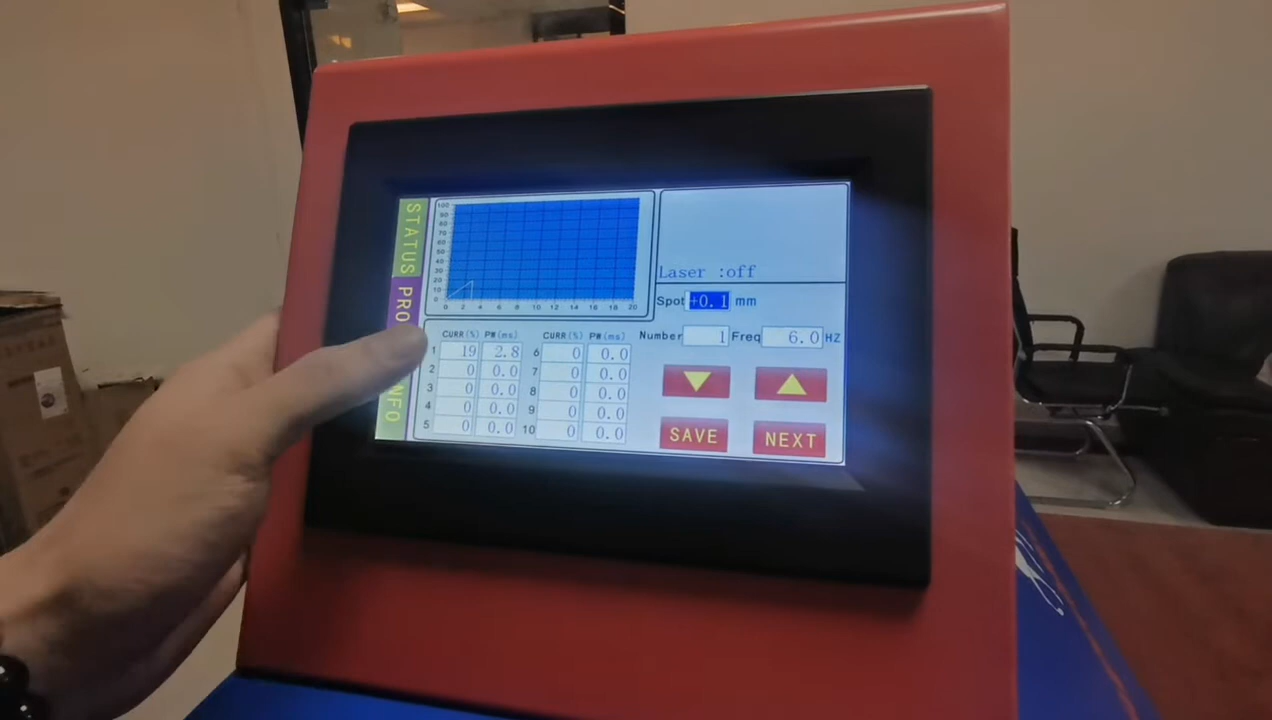 STATUS
PRO
NFO
100
90
80
70
60
50
40
30
20
10
0
0 2 4 6 8 10 12 14 16 18 20
Laser :off
Spot +0.1 mm
Number 1 Freq 6.0 HZ
CURR(%) PW(ms) CURR(%) PW(ms)
1 19 2.8 6 0 0.0
2 0 0.0 7 0 0.0
3 0 0.0 8 0 0.0
4 0 0.0 9 0 0.0
5 0 0.0 10 0 0.0
SAVE NEXT